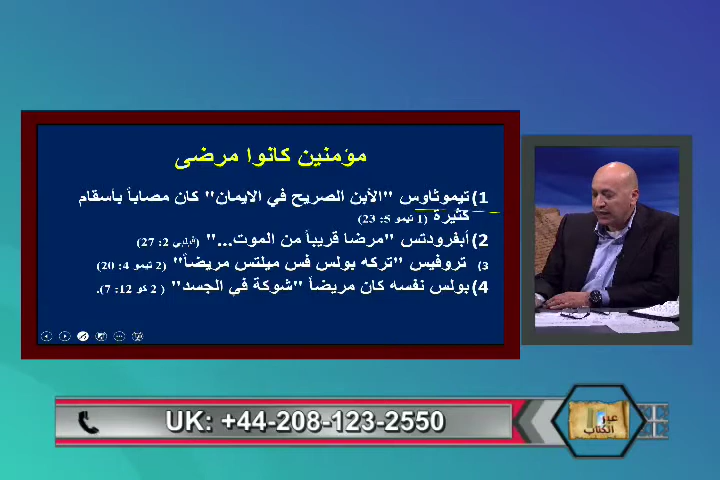 مؤمنين كانوا مرضى
1) تيموثاوس "الأبن الصريح في الايمان" كان مصاباً بأسقام
كثيرة (1 تيمو 5: 23)
2) أبفرودتس "مرضا قريباً من الموت..." (فيلبي 2: 27)
3) تروفيس "تركه بولس فس ميلتس مريضاً" (2 تيمو 4: 20)
4) بولس نفسه كان مريضاً "شوكة في الجسد" ( 2 كو 12: 7).
UK: +44-208-123-2550
عبر
الكتاب